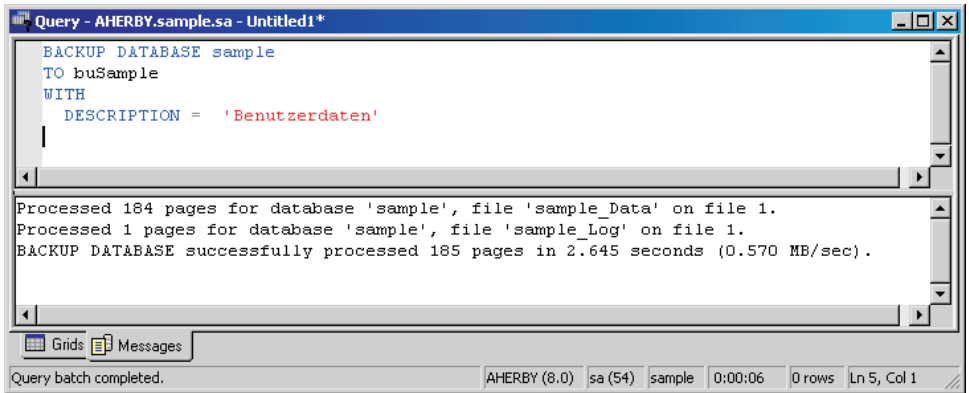 Query - AHERBY.sample.sa - Untitled1*
BACKUP DATABASE sample
TO buSample
WITH
DESCRIPTION = 'Benutzerdaten'
Processed 184 pages for database 'sample', file 'sample_Data' on file 1.
Processed 1 pages for database 'sample', file 'sample_Log' on file 1.
BACKUP DATABASE successfully processed 185 pages in 2.645 seconds (0.570 MB/sec).
Grids Messages
Query batch completed. AHERBY (8.0) sa (54) sample 0:00:06 0 rows Ln 5, Col 1